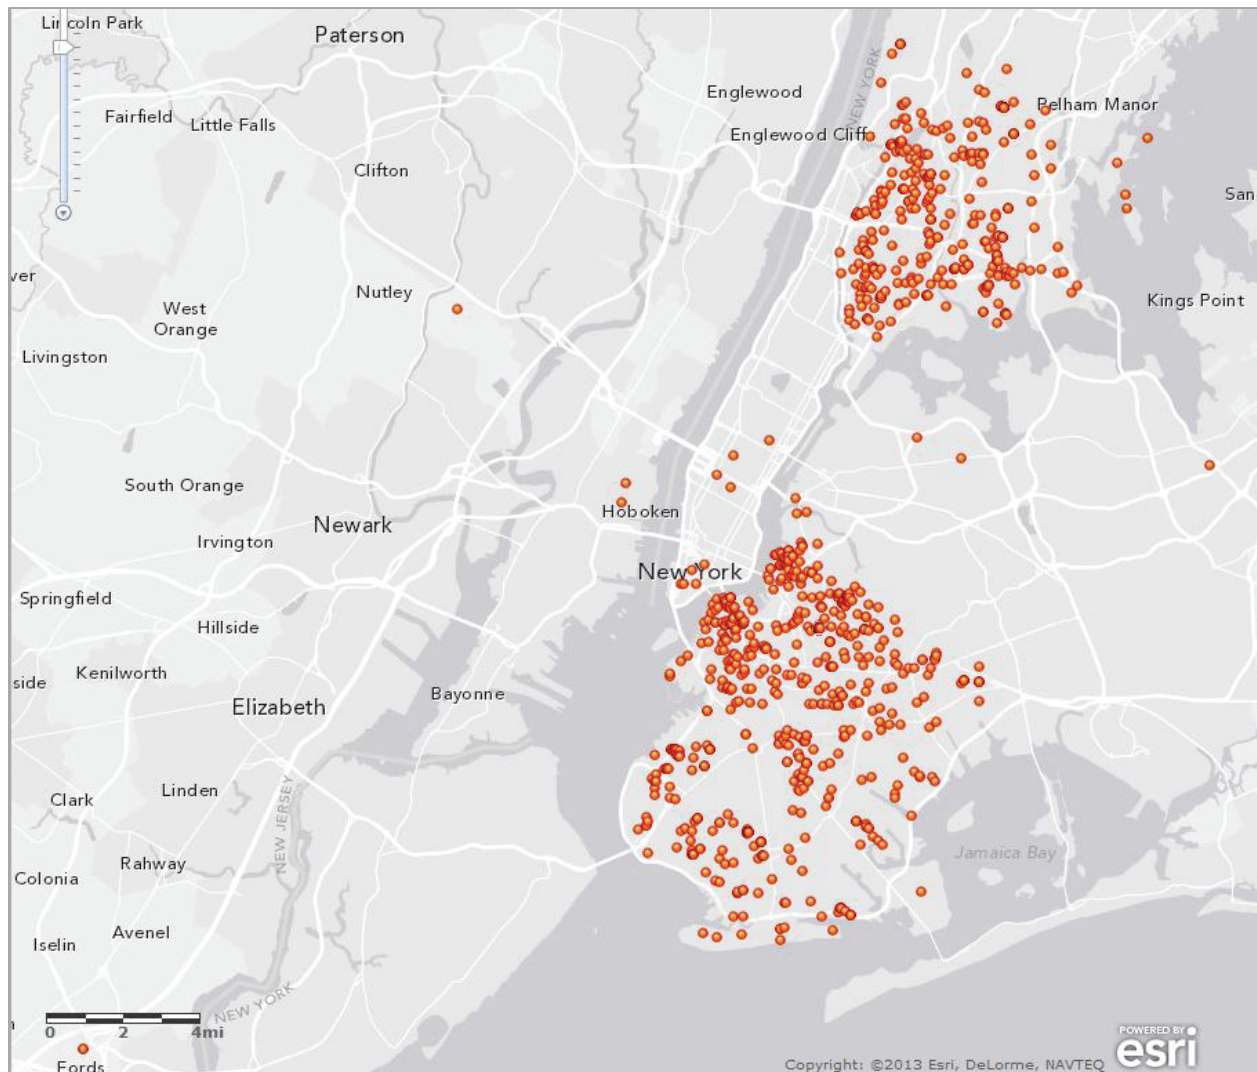 Lincoln Park
Paterson
Englewood
NEW YORK
Pelham Manor
Fairfield
Little Falls
Englewood Cliff
Clifton
San
ver
Nutley
Kings Point
West
Orange
Livingston
South Orange
Hoboken
Newark
Irvington
New York
Springfield
Hillside
Kenilworth
side
Bayonne
Elizabeth
Linden
Clark
NEW JERSEY
Jamaica Bay
Rahway
Colonia
Avenel
Iselin
NEW YORK
0 2 4mi
Fords
POWERED BY
esri
Copyright: ©2013 Esri, DeLorme, NAVTEQ